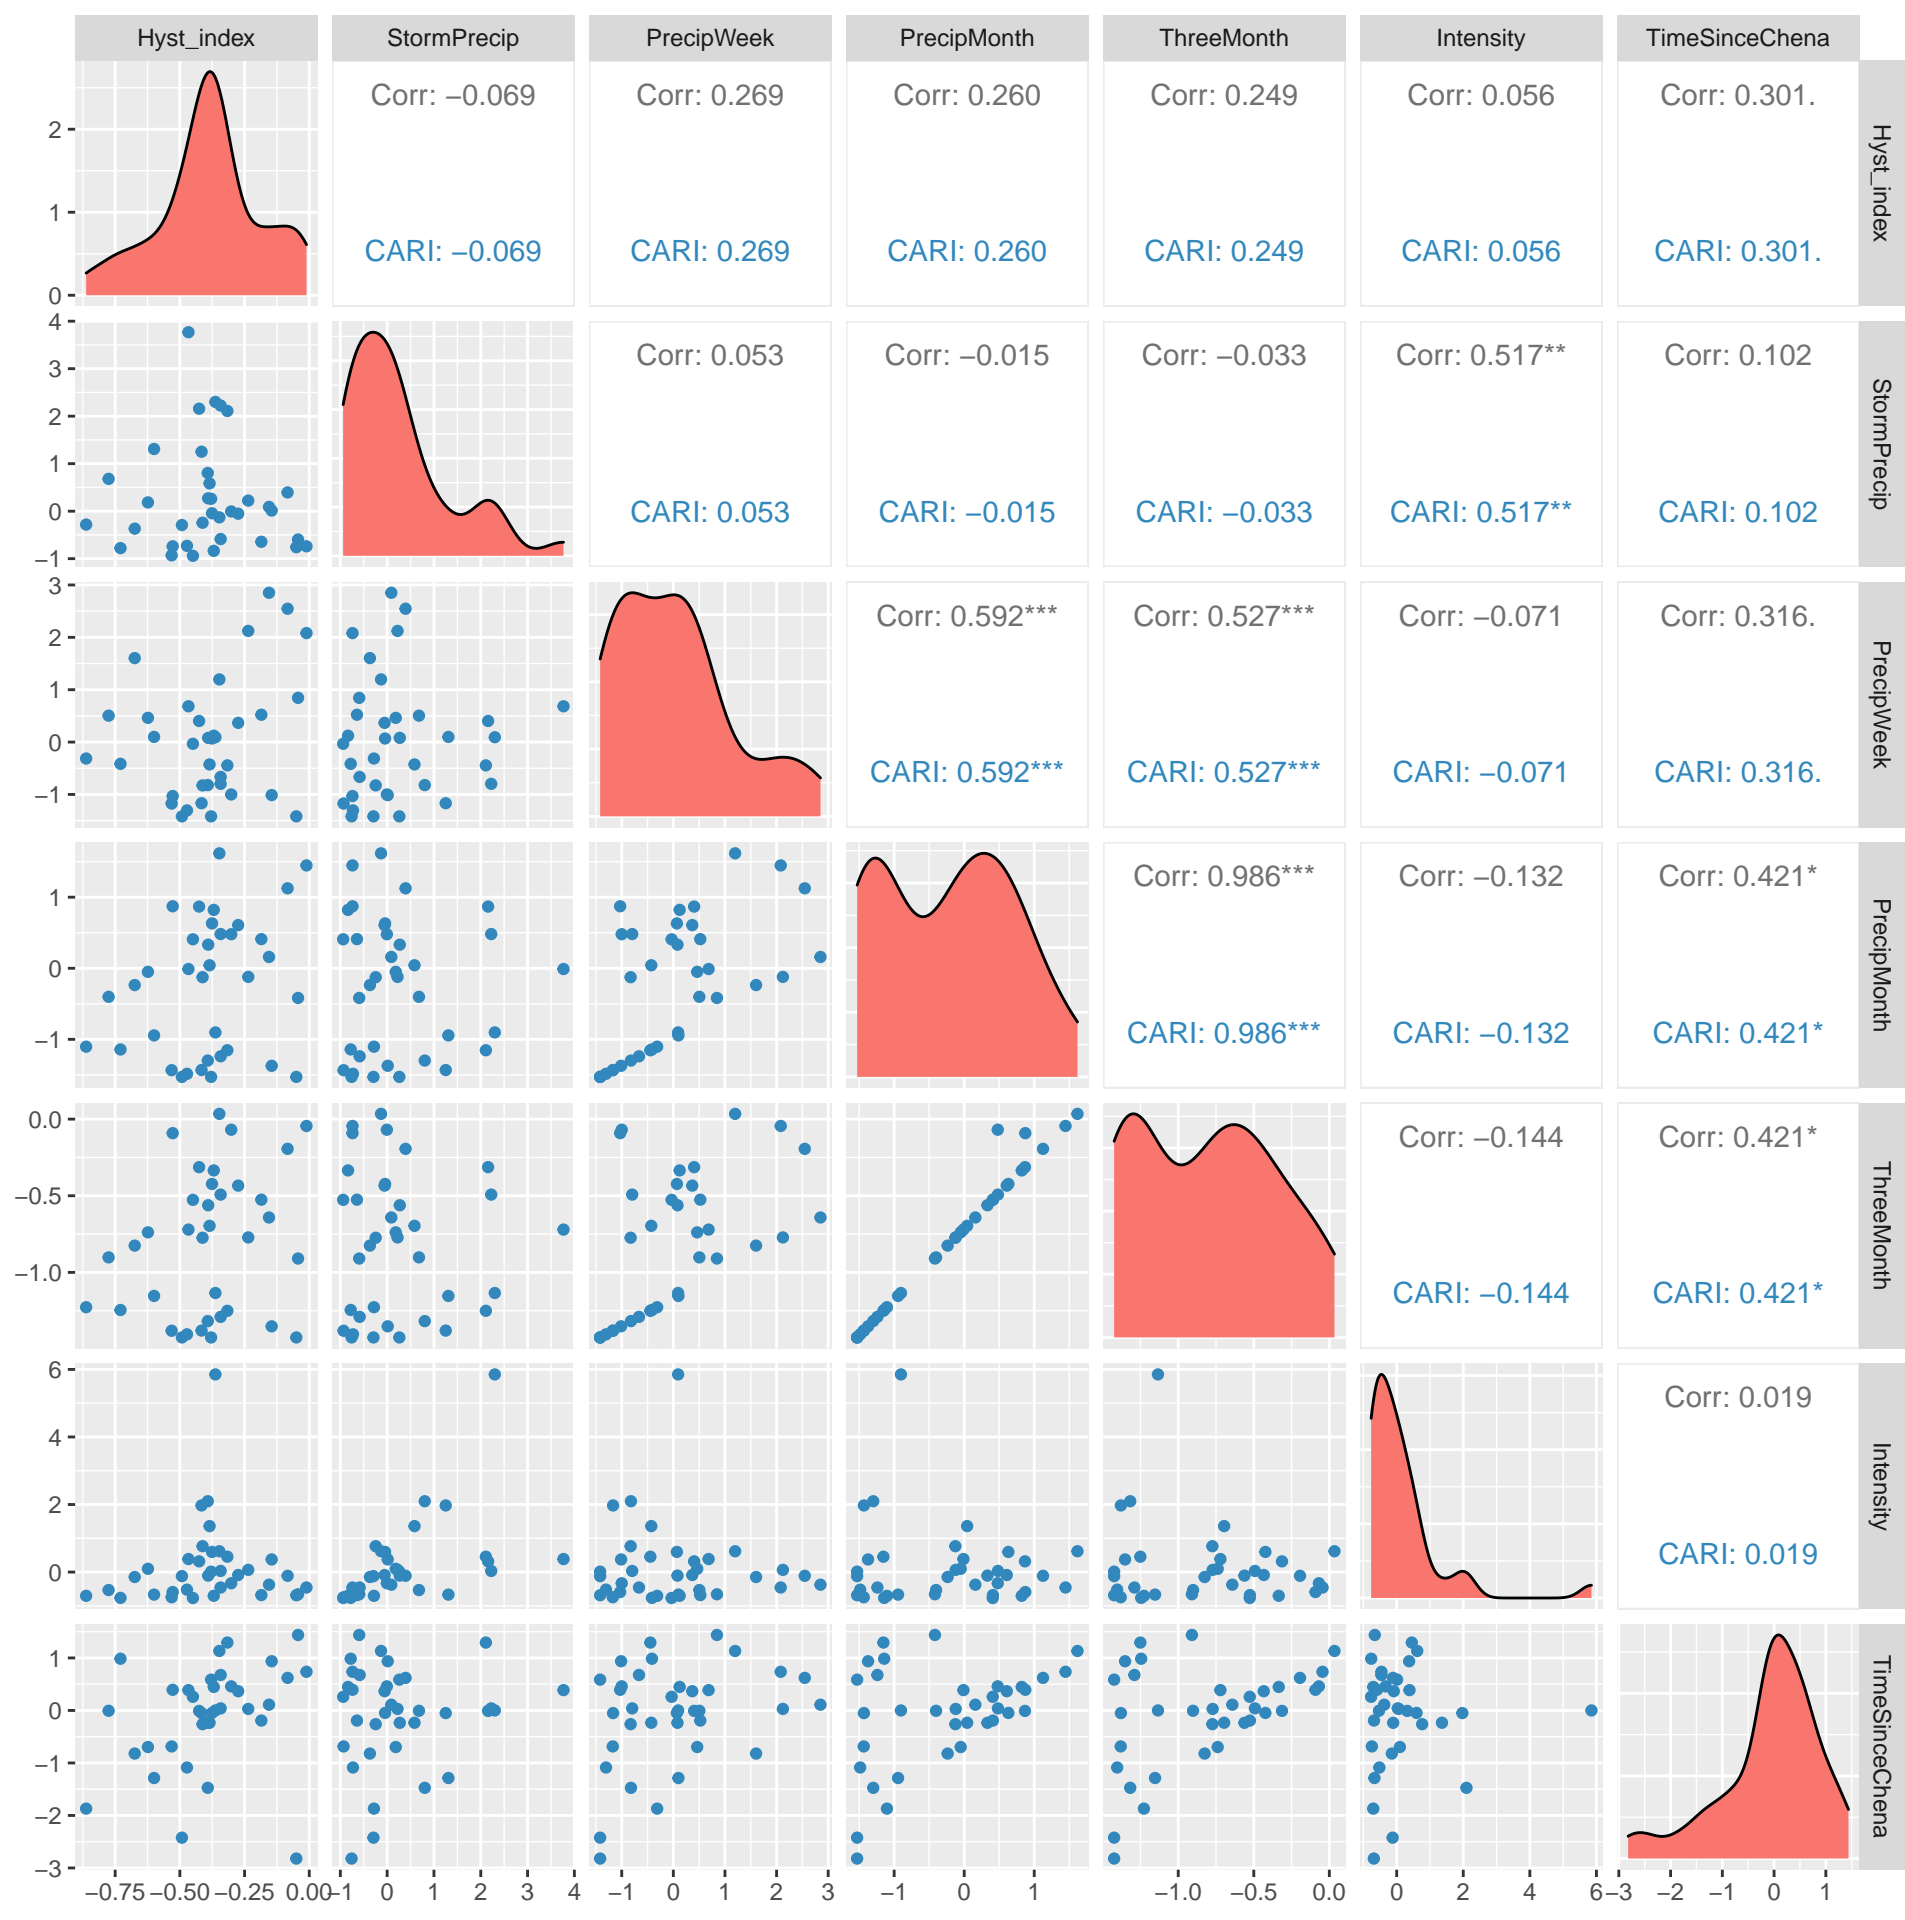 Hyst_index StormPrecip PrecipWeek PrecipMonth ThreeMonth Intensity TimeSinceChena
Corr: −0.069 Corr: 0.269 Corr: 0.260 Corr: 0.249 Corr: 0.056 Corr: 0.301.
CARI: −0.069 CARI: 0.269 CARI: 0.260 CARI: 0.249 CARI: 0.056 CARI: 0.301.
2
1
0
Hyst_index
Corr: 0.053 Corr: −0.015 Corr: −0.033 Corr: 0.517** Corr: 0.102
CARI: 0.053 CARI: −0.015 CARI: −0.033 CARI: 0.517** CARI: 0.102
4
3
2
1
0
−1
StormPrecip
Corr: 0.592*** Corr: 0.527*** Corr: −0.071 Corr: 0.316.
CARI: 0.592*** CARI: 0.527*** CARI: −0.071 CARI: 0.316.
3
2
1
0
−1
PrecipWeek
Corr: 0.986*** Corr: −0.132 Corr: 0.421*
CARI: 0.986*** CARI: −0.132 CARI: 0.421*
1
0
−1
PrecipMonth
Corr: −0.144 Corr: 0.421*
CARI: −0.144 CARI: 0.421*
0.0
−0.5
−1.0
ThreeMonth
Corr: 0.019
CARI: 0.019
6
4
2
0
Intensity
1
0
−1
−2
−3
TimeSinceChena
−0.75 −0.50 −0.25 0.00 −1 0 1 2 3 4 −1 0 1 2 3 −1 0 1 −1.0 −0.5 0.0 0 2 4 6 −3 −2 −1 0 1